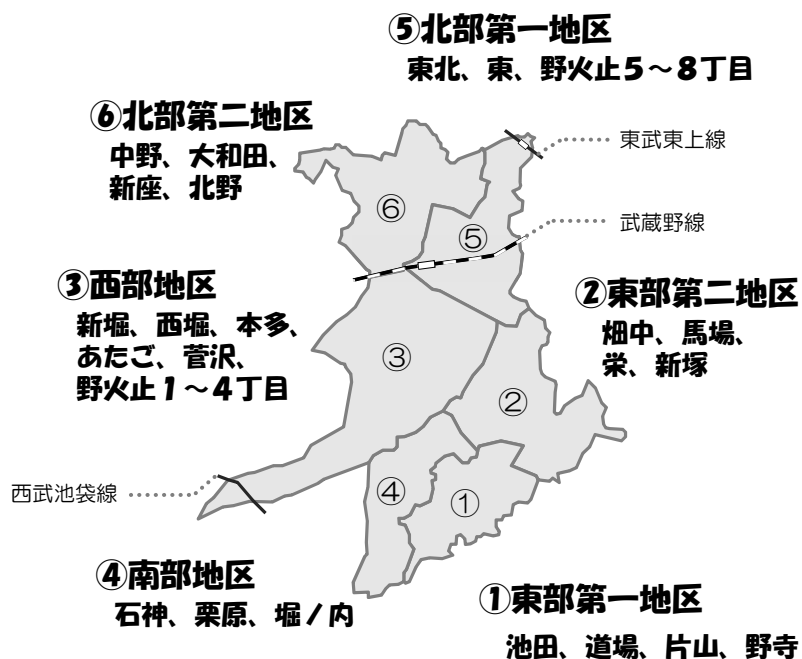 ⑤北部第一地区
東北、東、野火止5～8丁目
⑥北部第二地区
中野、大和田、
新座、北野
東武東上線
武蔵野線
⑥
⑤
③西部地区
新堀、西堀、本多、
あたご、菅沢、
野火止1～4丁目
②東部第二地区
畑中、馬場、
栄、新塚
③
②
西武池袋線
④
①
④南部地区
石神、栗原、堀ノ内
①東部第一地区
池田、道場、片山、野寺